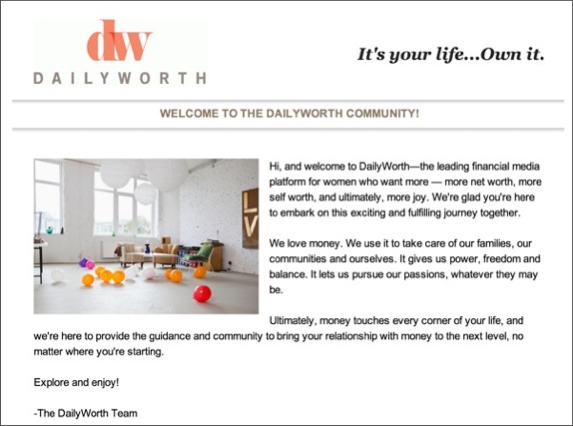 dw
DAILYWORTH
It's your life...Own it.
WELCOME TO THE DAILYWORTH COMMUNITY!
Hi, and welcome to DailyWorth—the leading financial media
platform for women who want more — more net worth, more
self worth, and ultimately, more joy. We're glad you're here
to embark on this exciting and fulfilling journey together.
We love money. We use it to take care of our families, our
communities and ourselves. It gives us power, freedom and
balance. It lets us pursue our passions, whatever they may
be.
Ultimately, money touches every corner of your life, and
we're here to provide the guidance and community to bring your relationship with money to the next level, no
matter where you're starting.
Explore and enjoy!
-The DailyWorth Team
LV